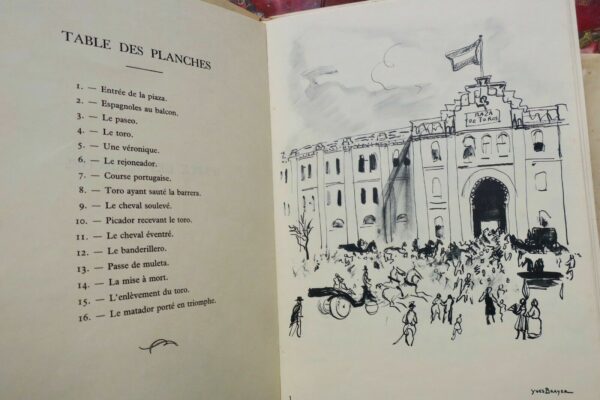 TABLE DES PLANCHES
1. — Entrée de la plaza.
2. — Espagnoles au balcon.
3. — Le paseo.
4. — Le toro.
5. — Une véronique.
6. — Le rejoneador.
7. — Course portugaise.
8. — Toro ayant sauté la barrera.
9. — Le cheval soulevé.
10. — Picador recevant le toro.
11. — Le cheval éventré.
12. — Le banderillero.
13. — Passe de muleta.
14. — La mise à mort.
15. — L'enlèvement du toro.
16. — Le matador porté en triomphe.
PLAZA
DE TOROS
1
YVES BRAYER